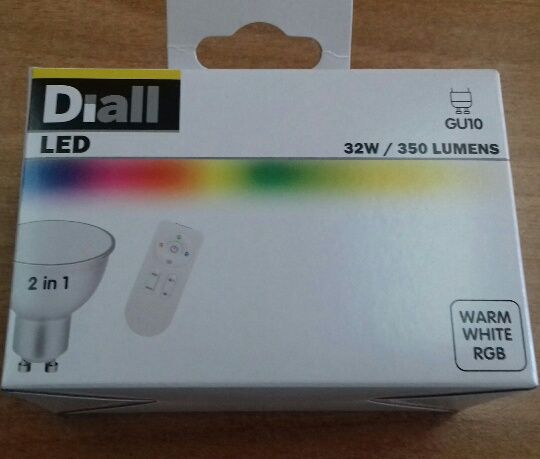 Diall
LED
GU10
32W / 350 LUMENS
2 in 1
WARM
WHITE
RGB